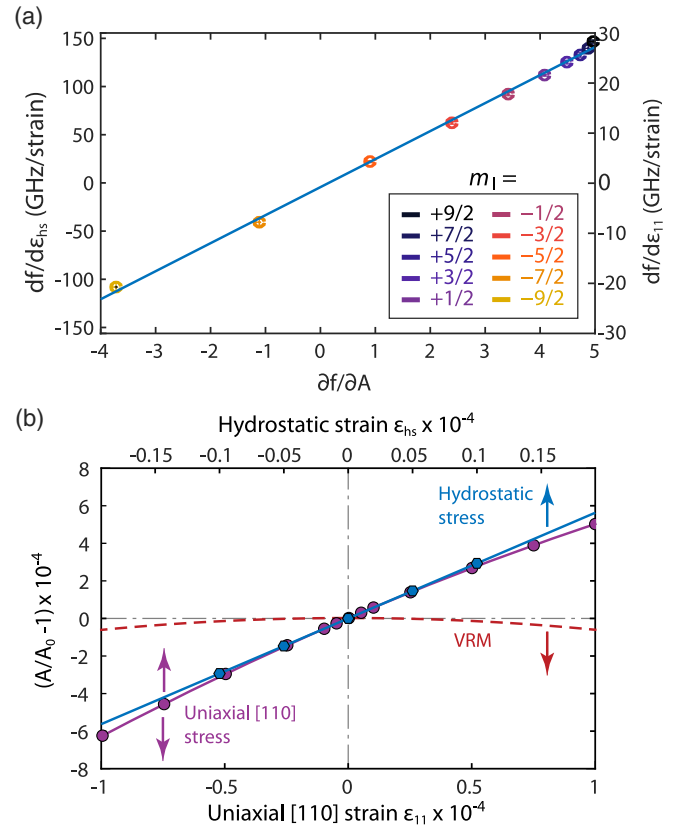 (a)
df/dε_hs (GHz/strain)
150
100
50
0
-50
-100
-150
30
20
10
0
-10
-20
-30
df/dε_11 (GHz/strain)
m_I =
+9/2 −1/2
+7/2 −3/2
+5/2 −5/2
+3/2 −7/2
+1/2 −9/2
-4 -3 -2 -1 0 1 2 3 4 5
∂f/∂A
(b)
Hydrostatic strain ε_hs x 10^-4
-0.15 -0.1 -0.05 0 0.05 0.1 0.15
(A/A_0 -1) x 10^-4
8
6
4
2
0
-2
-4
-6
-8
Hydrostatic
stress
VRM
Uniaxial [110]
stress
-1 -0.5 0 0.5 1
Uniaxial [110] strain ε_11 x 10^-4